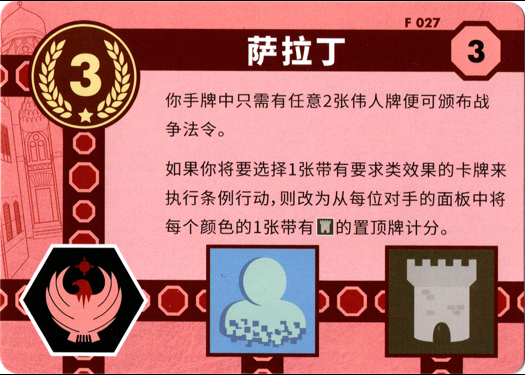 F 027
萨拉丁
3
3
你手牌中只需有任意2张伟人牌便可颁布战
争法令。
如果你将要选择1张带有要求类效果的卡牌来
执行条例行动,则改为从每位对手的面板中将
每个颜色的1张带有的置顶牌计分。